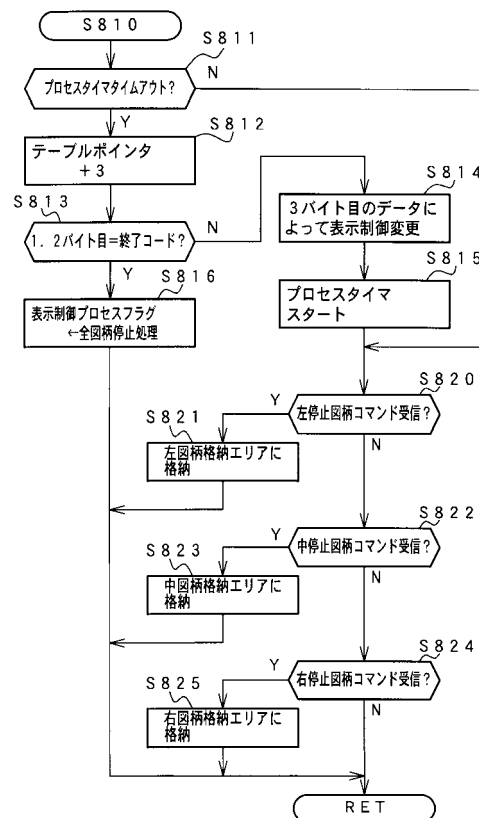 S810
S811
プロセスタイマタイムアウト?
N
Y
S812
テーブルポインタ
+3
S813
1.2バイト目=終了コード?
N
Y
S814
3バイト目のデータに
よって表示制御変更
S815
プロセスタイマ
スタート
S816
表示制御プロセスフラグ
←全図柄停止処理
S820
左停止図柄コマンド受信?
Y
N
S821
左図柄格納エリアに
格納
S822
中停止図柄コマンド受信?
Y
N
S823
中図柄格納エリアに
格納
S824
右停止図柄コマンド受信?
Y
N
S825
右図柄格納エリアに
格納
RET